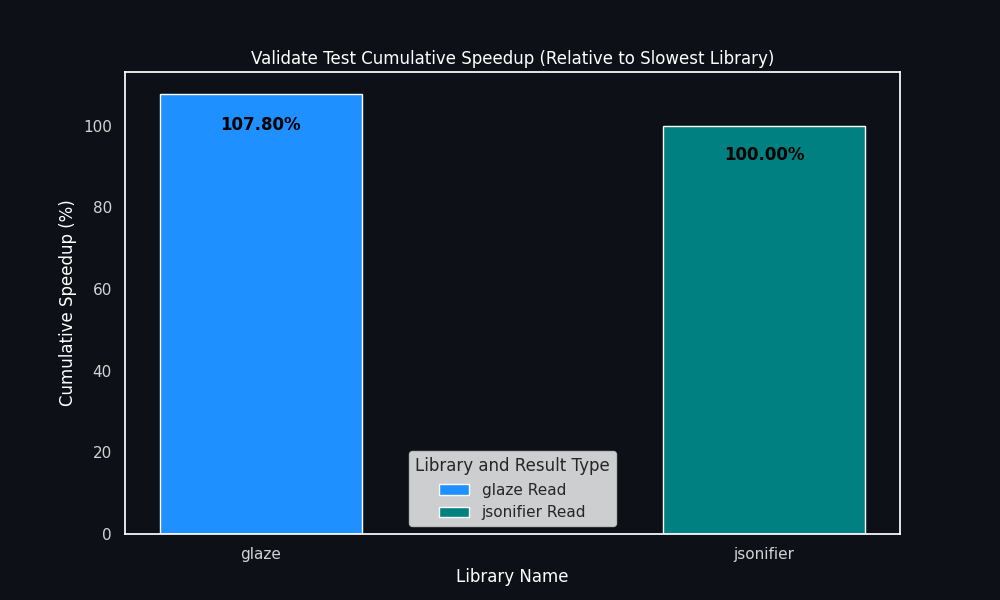 Validate Test Cumulative Speedup (Relative to Slowest Library)
Cumulative Speedup (%)
100
80
60
40
20
0
107.80%
100.00%
Library and Result Type
glaze Read
jsonifier Read
glaze
jsonifier
Library Name